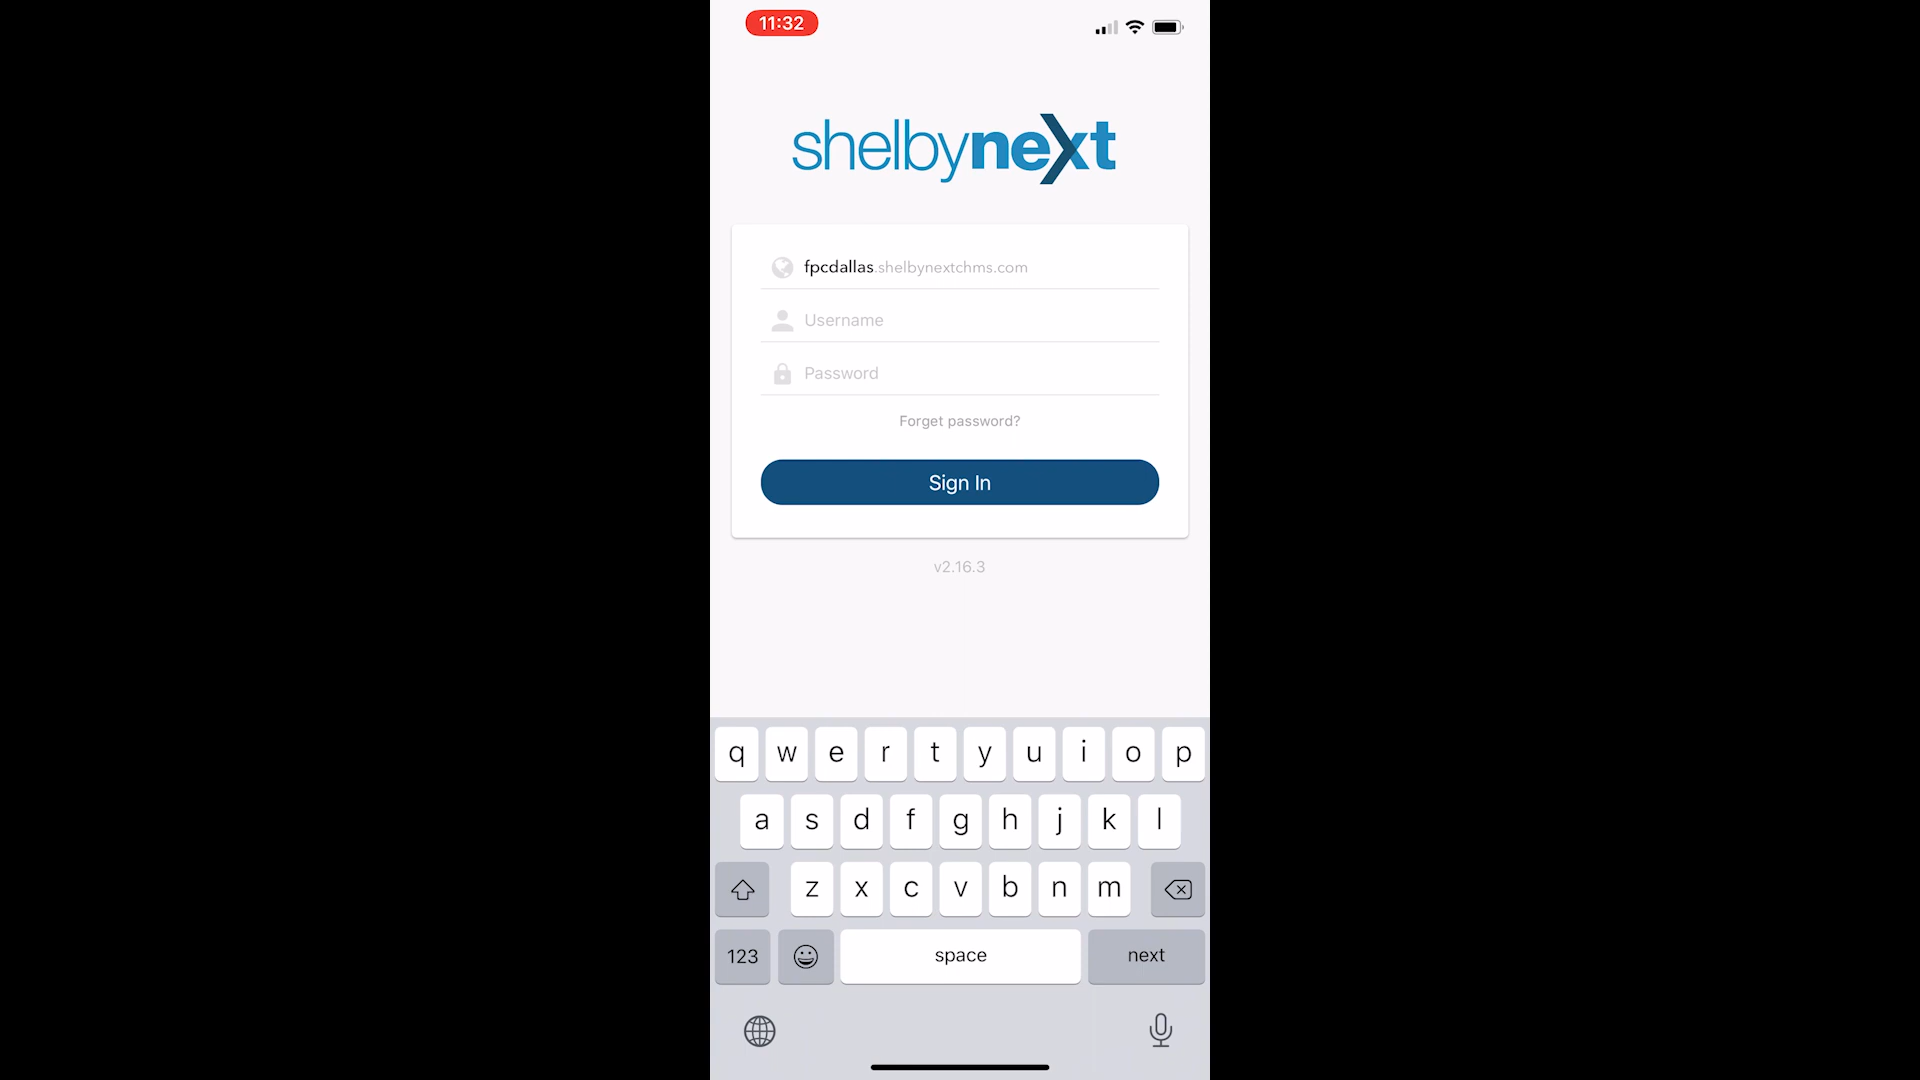 11:32
shelbynext
fpcdallas.shelbynextchms.com
Username
Password
Forget password?
Sign In
v2.16.3
q w e r t y u i o p
a s d f g h j k l
z x c v b n m
123 space next